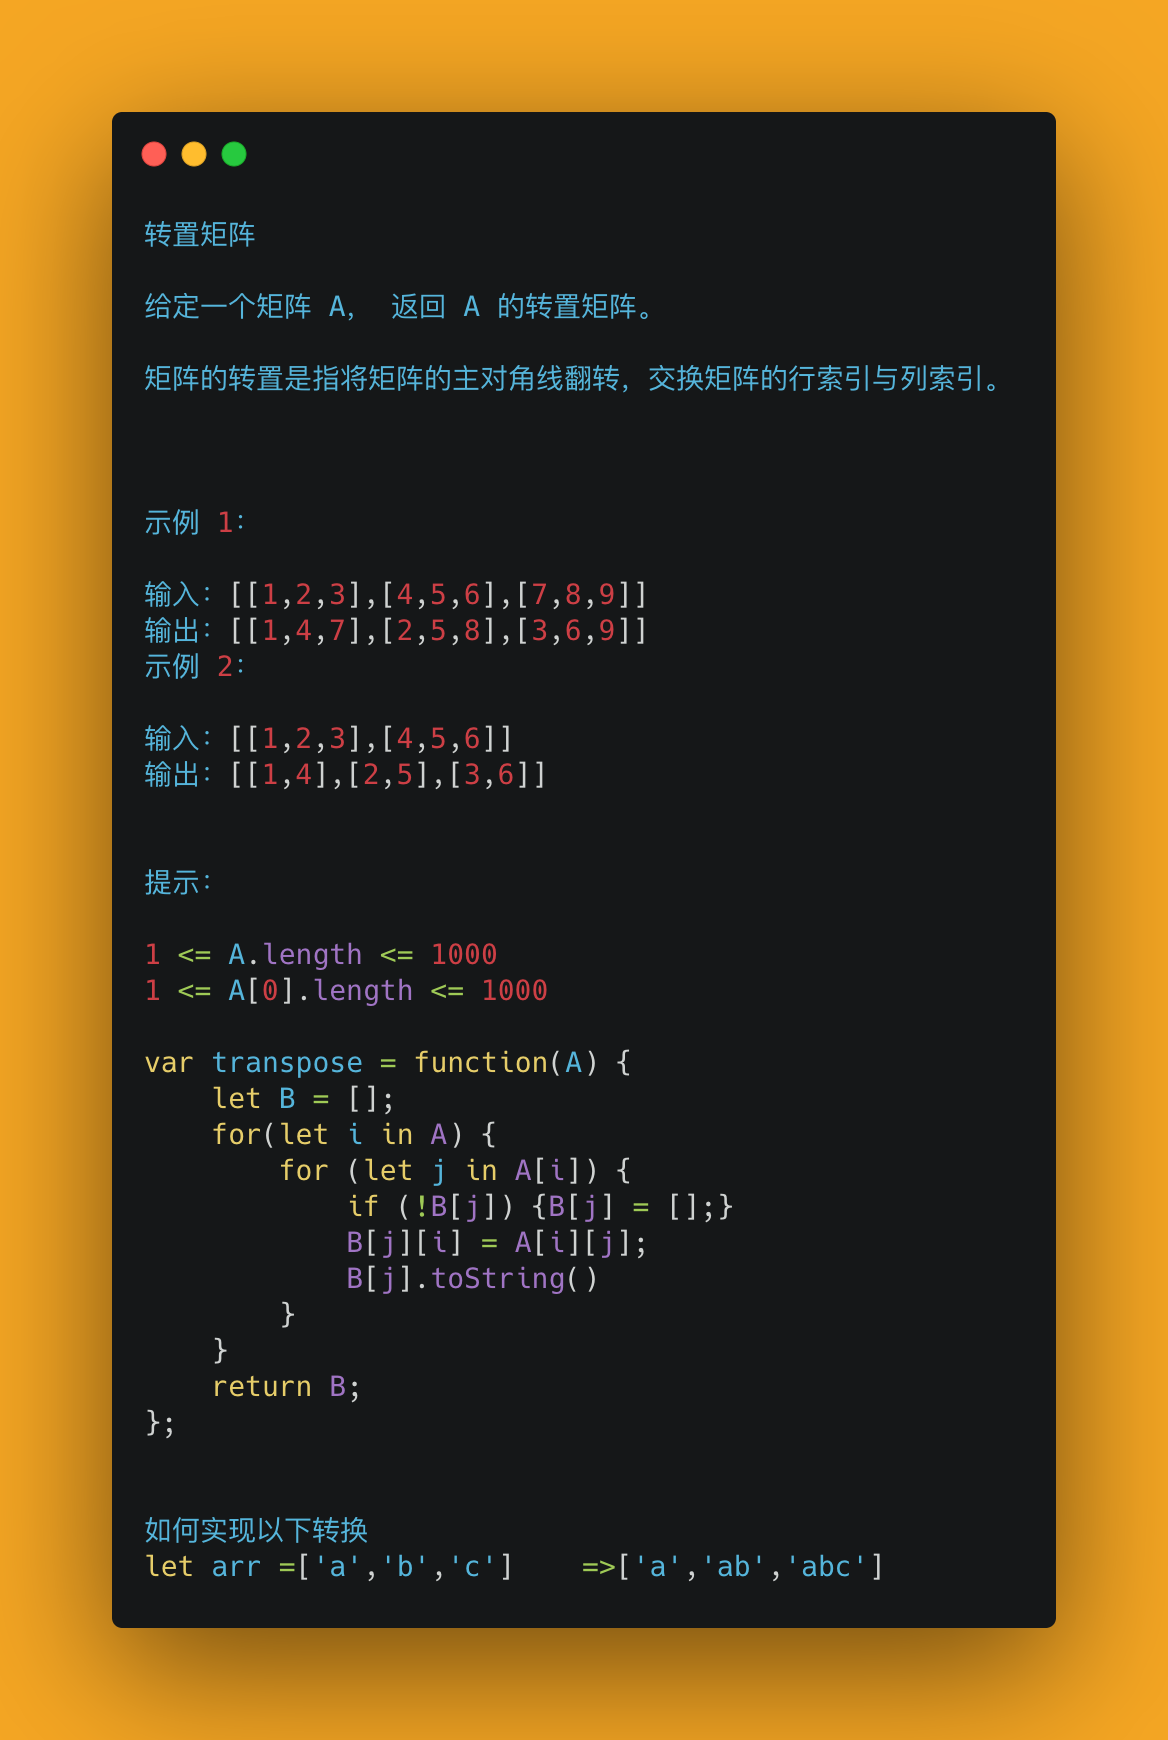 转置矩阵
给定一个矩阵 A， 返回 A 的转置矩阵。
矩阵的转置是指将矩阵的主对角线翻转，交换矩阵的行索引与列索引。
示例 1：
输入：[[1,2,3],[4,5,6],[7,8,9]]
输出：[[1,4,7],[2,5,8],[3,6,9]]
示例 2：
输入：[[1,2,3],[4,5,6]]
输出：[[1,4],[2,5],[3,6]]
提示：
1 <= A.length <= 1000
1 <= A[0].length <= 1000
var transpose = function(A) {
    let B = [];
    for(let i in A) {
        for (let j in A[i]) {
            if (!B[j]) {B[j] = [];}
            B[j][i] = A[i][j];
            B[j].toString()
        }
    }
    return B;
};
如何实现以下转换
let arr =['a','b','c']    =>['a','ab','abc']